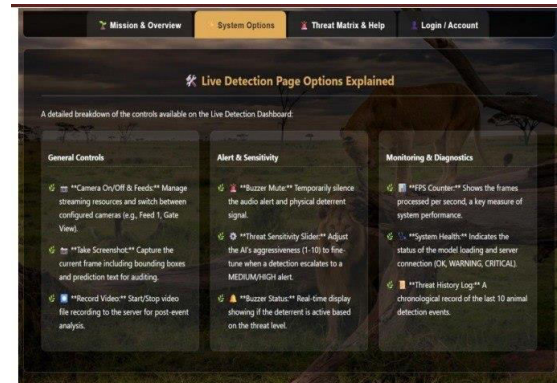 Mission & Overview
System Options
Threat Matrix & Help
Login / Account
Live Detection Page Options Explained
A detailed breakdown of the controls available on the Live Detection Dashboard:
General Controls
**Camera On/Off & Feeds:** Manage
streaming resources and switch between
configured cameras (e.g., Feed 1, Gate
View).
**Take Screenshot:** Capture the
current frame including bounding boxes
and prediction text for auditing.
**Record Video:** Start/Stop video
file recording to the server for post-event
analysis.
Alert & Sensitivity
**Buzzer Mute:** Temporarily silence
the audio alert and physical deterrent
signal.
**Threat Sensitivity Slider:** Adjust
the AI's aggressiveness (1-10) to fine-
tune when a detection escalates to a
MEDIUM/HIGH alert.
**Buzzer Status:** Real-time display
showing if the deterrent is active based
on the threat level.
Monitoring & Diagnostics
**FPS Counter:** Shows the frames
processed per second, a key measure of
system performance.
**System Health:** Indicates the
status of the model loading and server
connection (OK, WARNING, CRITICAL).
**Threat History Log:** A
chronological record of the last 10 animal
detection events.